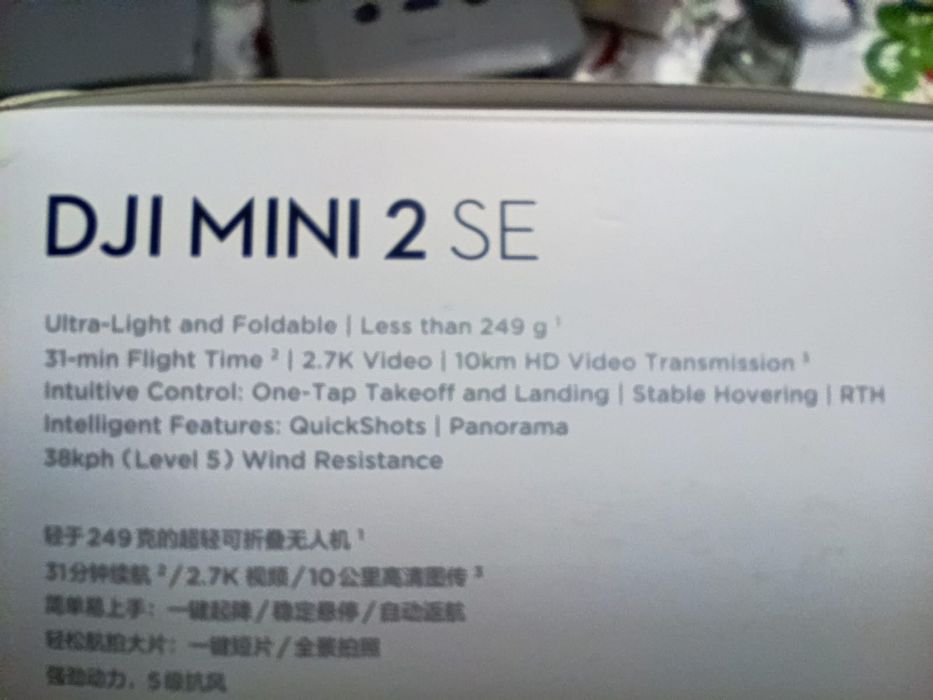 DJI MINI 2 SE
Ultra-Light and Foldable | Less than 249 g ¹
31-min Flight Time ² | 2.7K Video | 10km HD Video Transmission ³
Intuitive Control: One-Tap Takeoff and Landing | Stable Hovering | RTH
Intelligent Features: QuickShots | Panorama
38kph (Level 5) Wind Resistance
轻于249克的超轻可折叠无人机 ¹
31分钟续航 ²/2.7K 视频/10公里高清图传 ³
简单易上手：一键起降/稳定悬停/自动返航
轻松航拍大片：一键短片/全景拍照
强劲动力，5级抗风